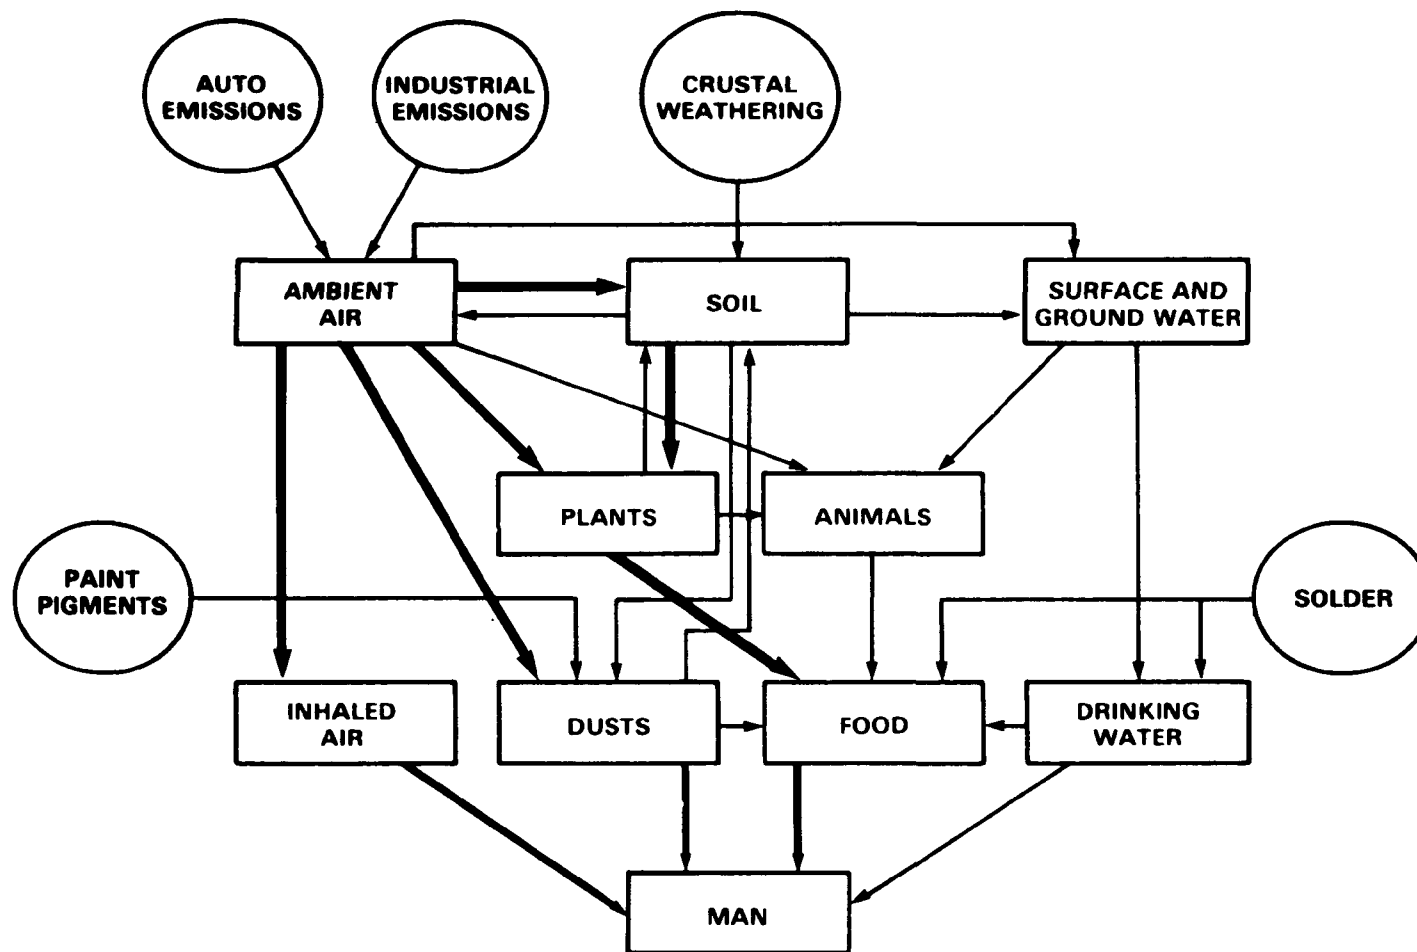 AUTO
EMISSIONS
INDUSTRIAL
EMISSIONS
CRUSTAL
WEATHERING
AMBIENT
AIR
SOIL
SURFACE AND
GROUND WATER
PLANTS
ANIMALS
PAINT
PIGMENTS
SOLDER
INHALED
AIR
DUSTS
FOOD
DRINKING
WATER
MAN